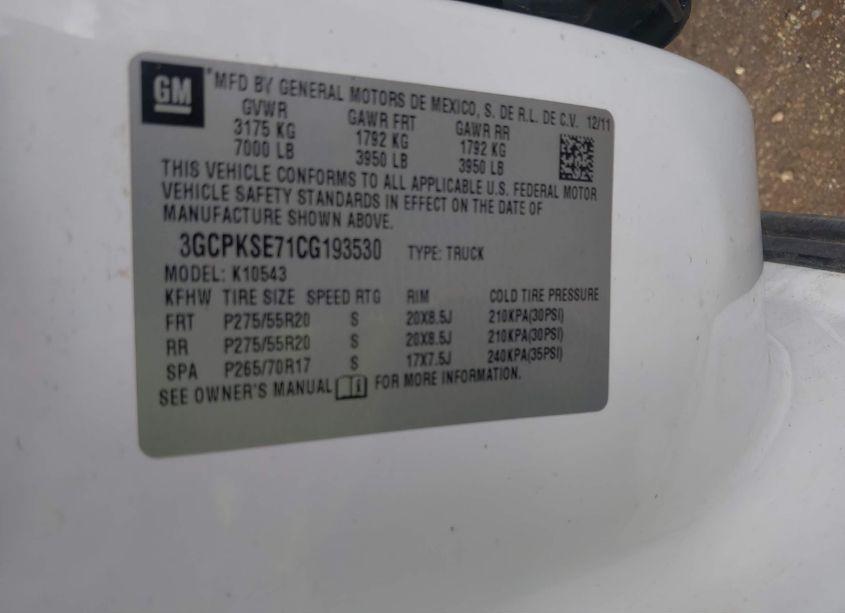 GM
*MFD BY GENERAL MOTORS DE MEXICO, S. DE R.L. DE C.V. 12/11
GVWR GAWR FRT GAWR RR
3175 KG 1792 KG 1792 KG
7000 LB 3950 LB 3950 LB
THIS VEHICLE CONFORMS TO ALL APPLICABLE U.S. FEDERAL MOTOR
VEHICLE SAFETY STANDARDS IN EFFECT ON THE DATE OF
MANUFACTURE SHOWN ABOVE.
3GCPKSE71CG193530 TYPE: TRUCK
MODEL: K10543
KFHW TIRE SIZE SPEED RTG RIM COLD TIRE PRESSURE
FRT P275/55R20 S 20X8.5J 210KPA(30PSI)
RR P275/55R20 S 20X8.5J 210KPA(30PSI)
SPA P265/70R17 S 17X7.5J 240KPA(35PSI)
SEE OWNER'S MANUAL FOR MORE INFORMATION.